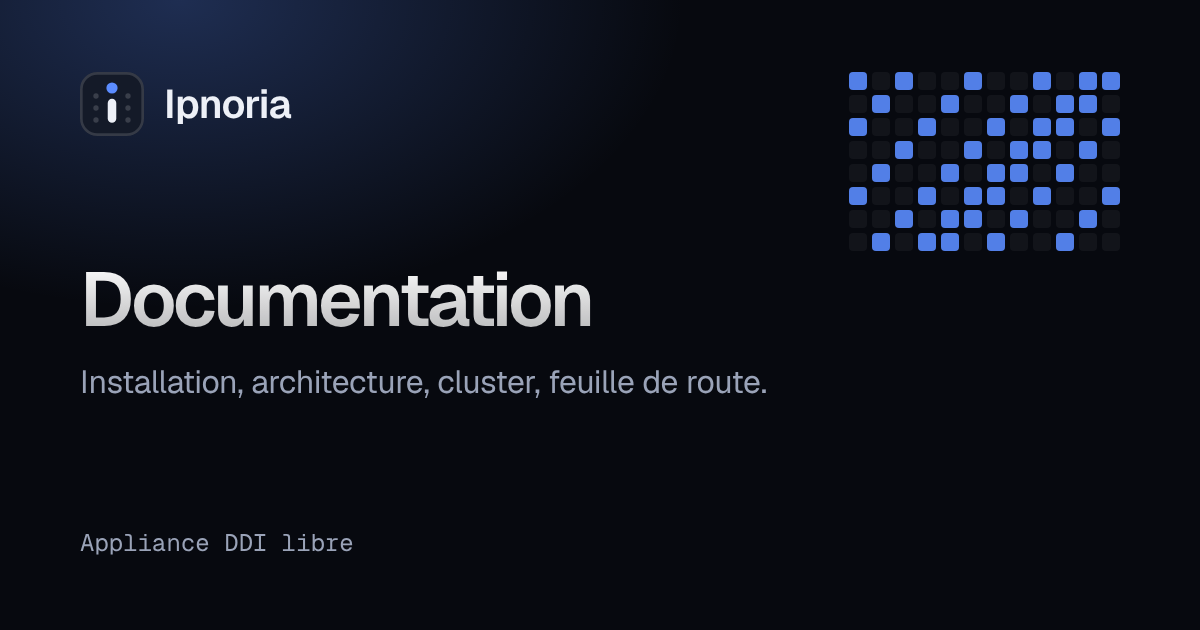 Ipnoria
Documentation
Installation, architecture, cluster, feuille de route.
Appliance DDI libre